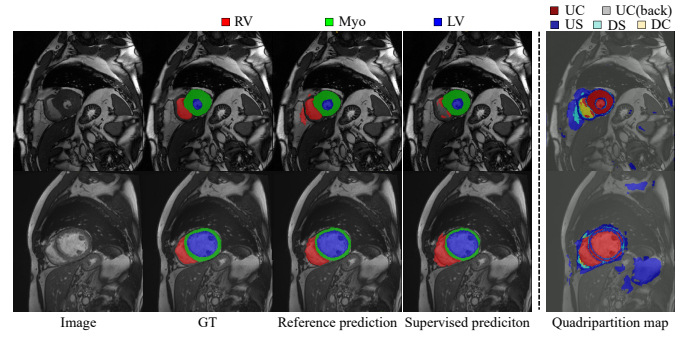 RV Myo LV
UC UC(back)
US DS DC
Image GT Reference prediction Supervised prediciton Quadripartition map